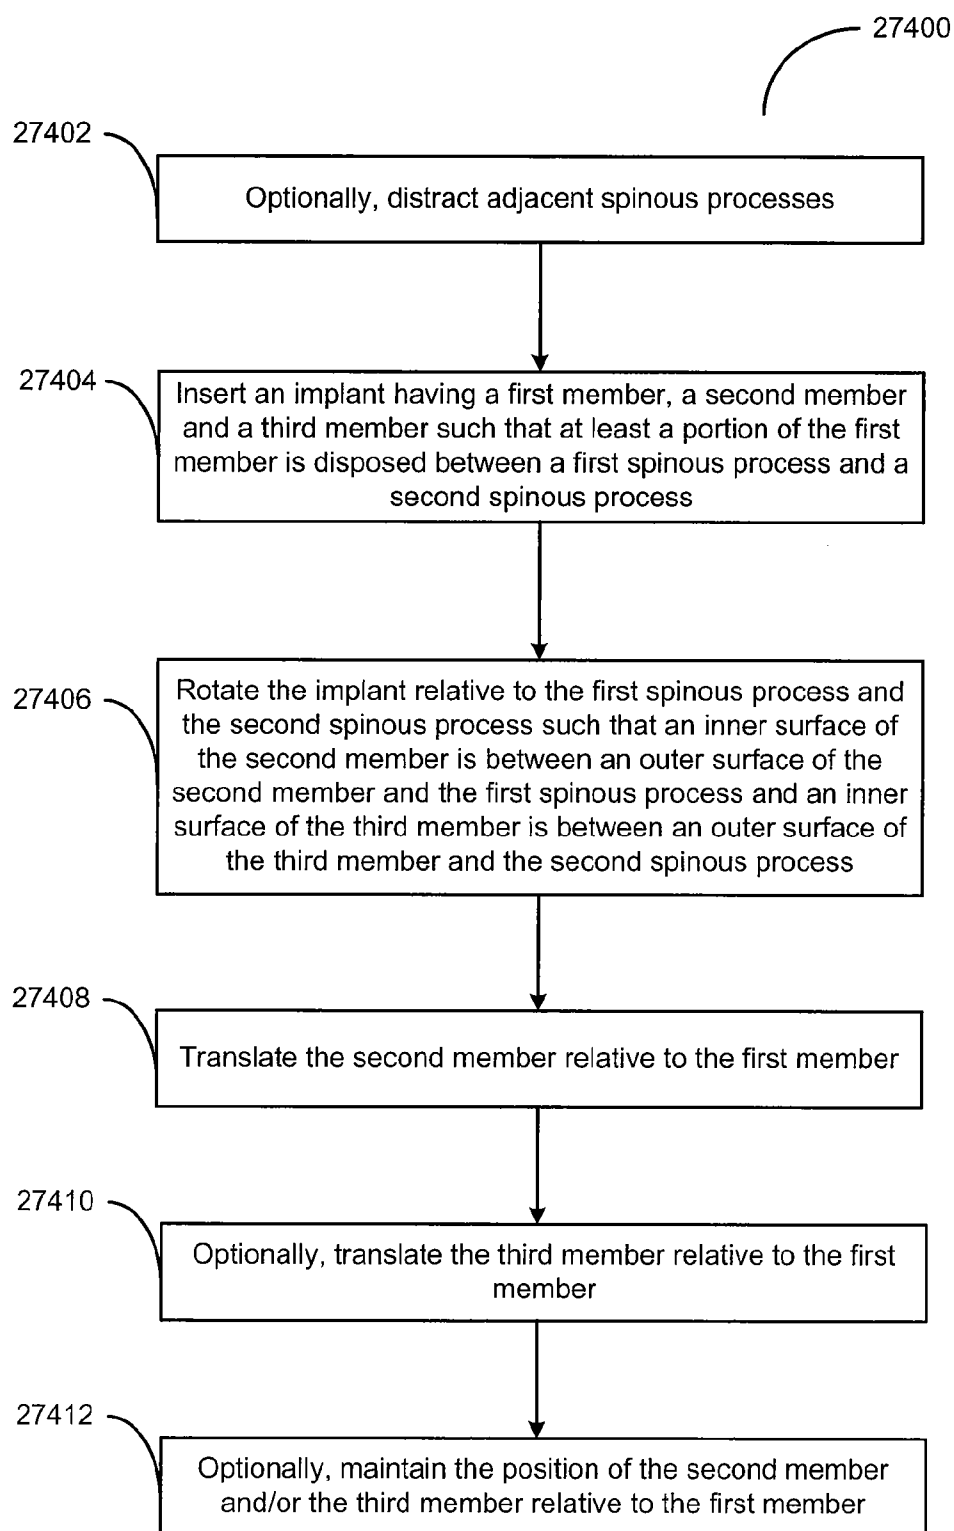 27400
27402
Optionally, distract adjacent spinous processes
27404
Insert an implant having a first member, a second member
and a third member such that at least a portion of the first
member is disposed between a first spinous process and a
second spinous process
27406
Rotate the implant relative to the first spinous process and
the second spinous process such that an inner surface of
the second member is between an outer surface of the
second member and the first spinous process and an inner
surface of the third member is between an outer surface of
the third member and the second spinous process
27408
Translate the second member relative to the first member
27410
Optionally, translate the third member relative to the first
member
27412
Optionally, maintain the position of the second member
and/or the third member relative to the first member